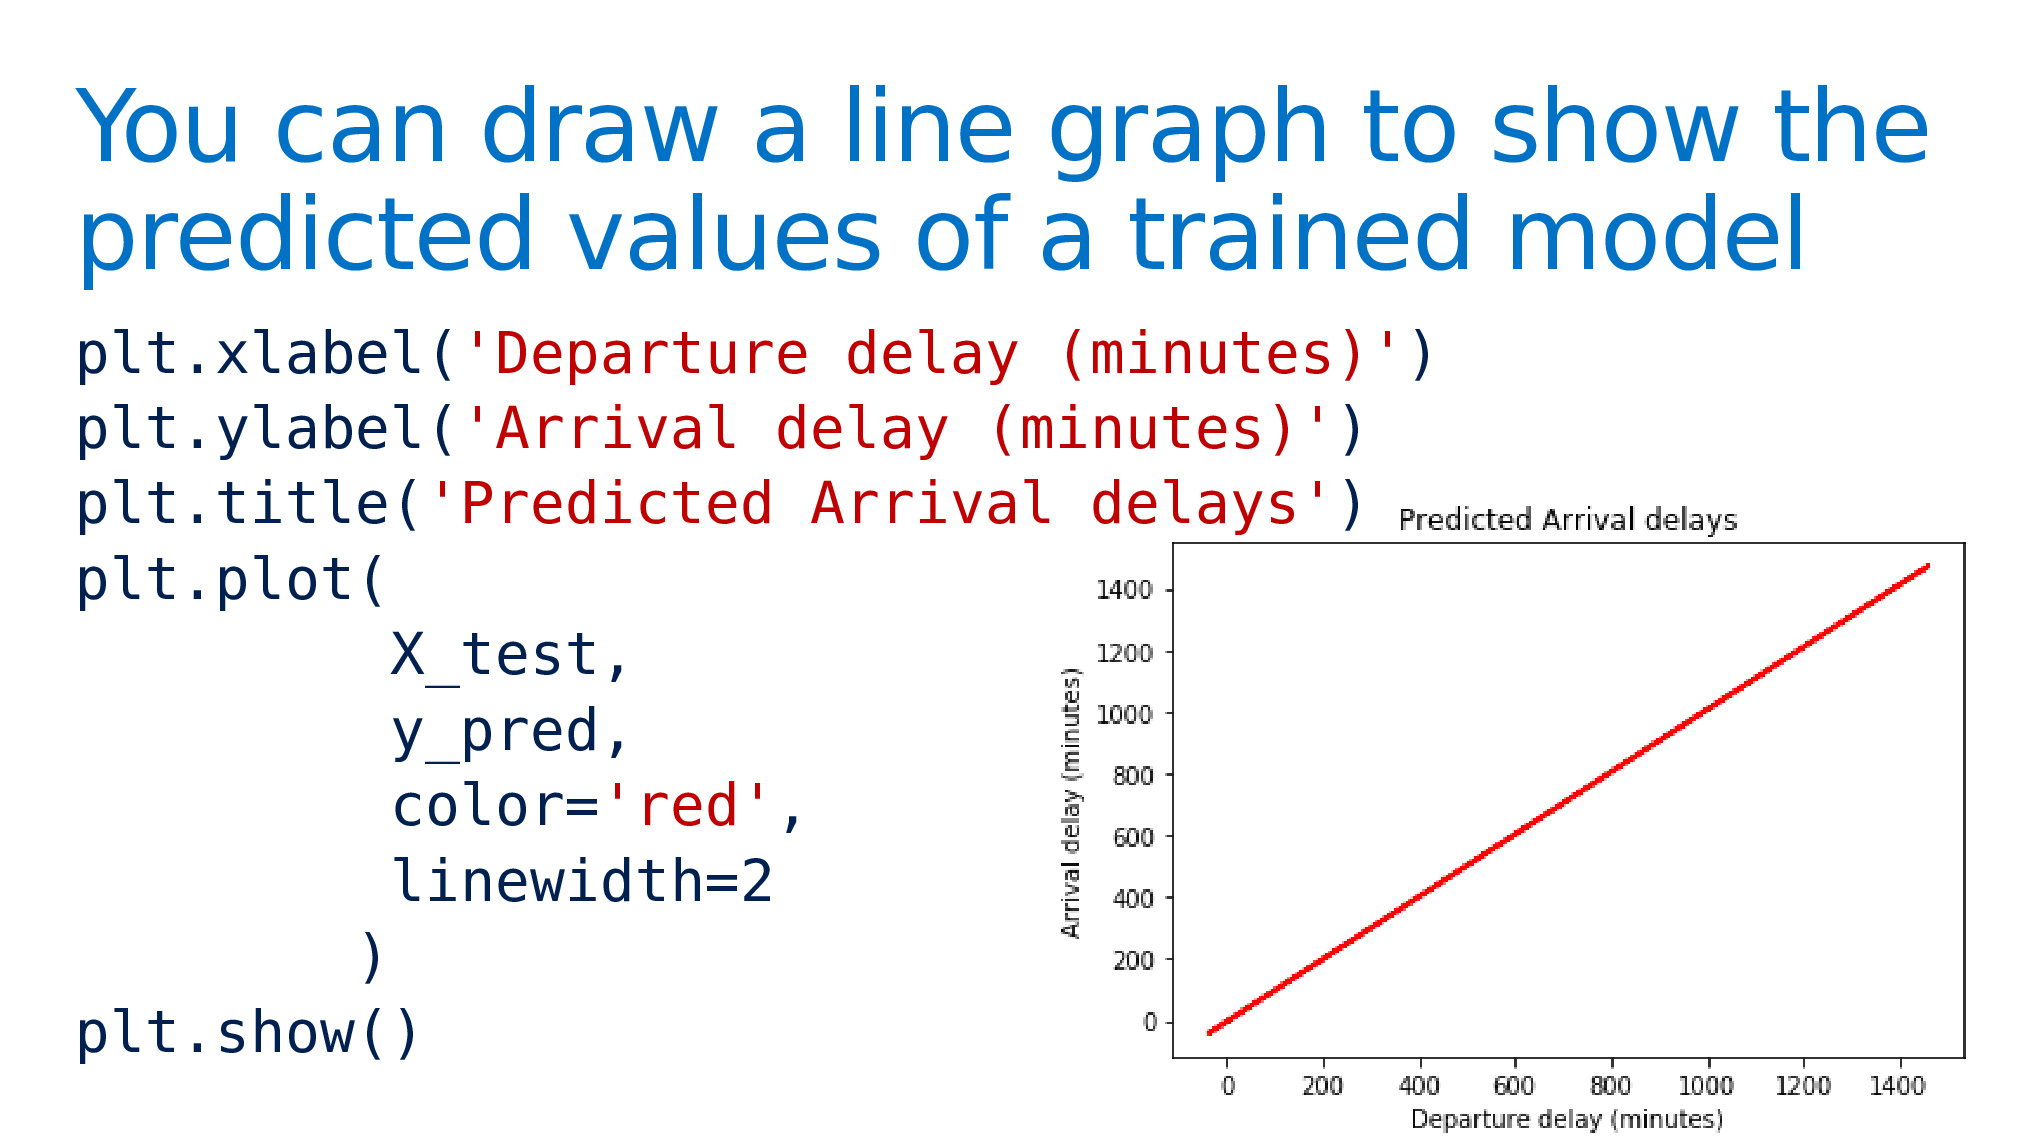 You can draw a line graph to show the
predicted values of a trained model
plt.xlabel('Departure delay (minutes)')
plt.ylabel('Arrival delay (minutes)')
plt.title('Predicted Arrival delays')
plt.plot(
X_test,
y_pred,
color='red',
linewidth=2
)
plt.show()
Predicted Arrival delays
Arrival delay (minutes)
1400
1200
1000
800
600
400
200
0
0 200 400 600 800 1000 1200 1400
Departure delay (minutes)